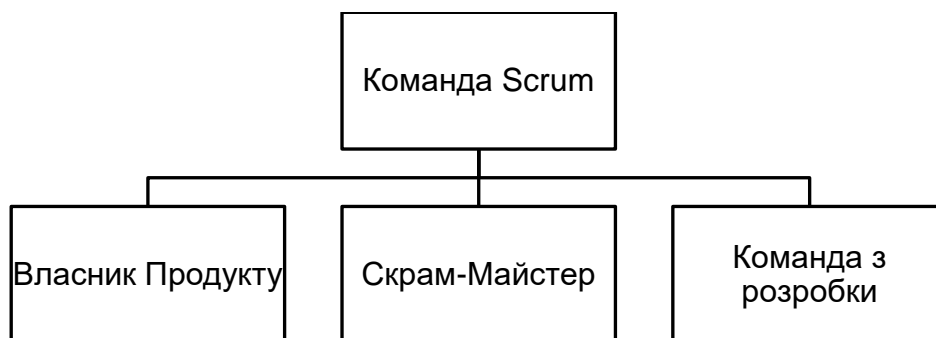 Команда Scrum
Власник Продукту
Скрам-Майстер
Команда з
розробки